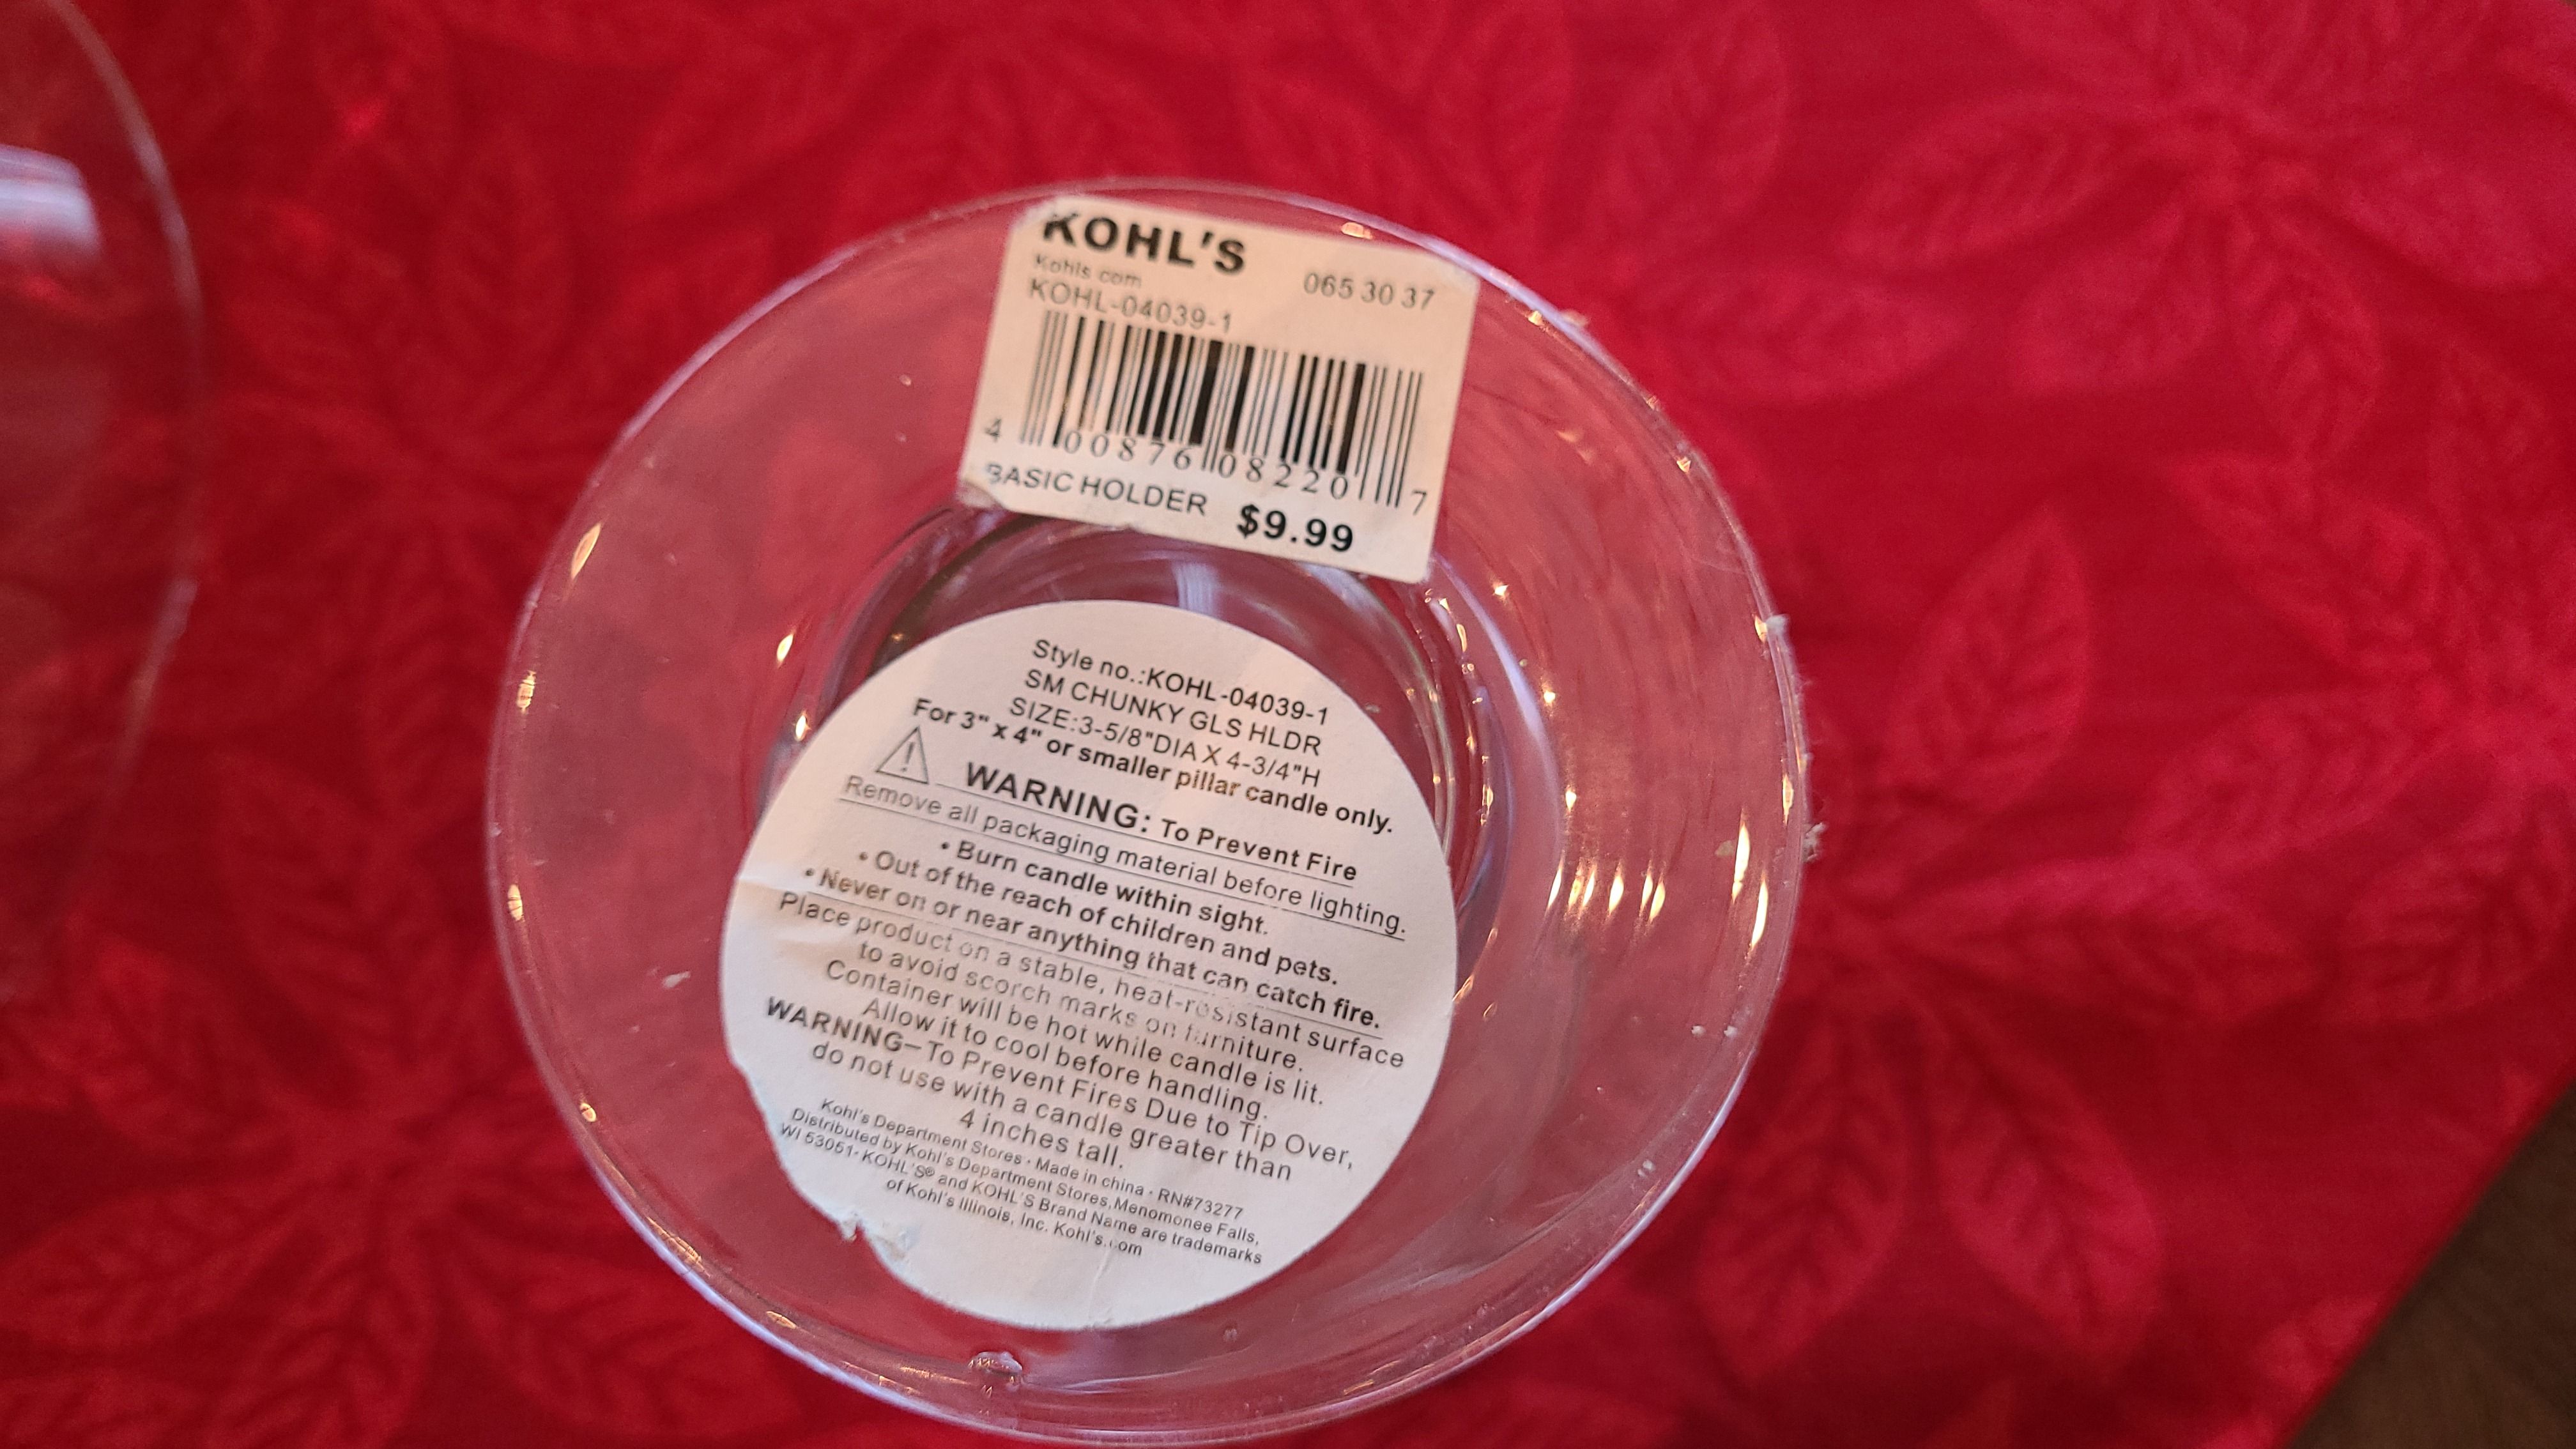 KOHL'S
Kohls com
065 30 37
KOHL-04039-1
4 00876 08220 7
BASIC HOLDER $9.99
Style no.:KOHL-04039-1
SM CHUNKY GLS HLDR
SIZE:3-5/8"DIA X 4-3/4"H
For 3" x 4" or smaller pillar candle only.
WARNING: To Prevent Fire
Remove all packaging material before lighting.
• Burn candle within sight.
• Out of the reach of children and pets.
• Never on or near anything that can catch fire.
Place product on a stable, heat-resistant surface
to avoid scorch marks on furniture.
Container will be hot while candle is lit.
Allow it to cool before handling.
WARNING–To Prevent Fires Due to Tip Over,
do not use with a candle greater than
4 inches tall.
Kohl's Department Stores · Made in china · RN#73277
Distributed by Kohl's Department Stores, Menomonee Falls,
WI 53051· KOHL'S® and KOHL'S Brand Name are trademarks
of Kohl's Illinois, Inc. Kohl's.com